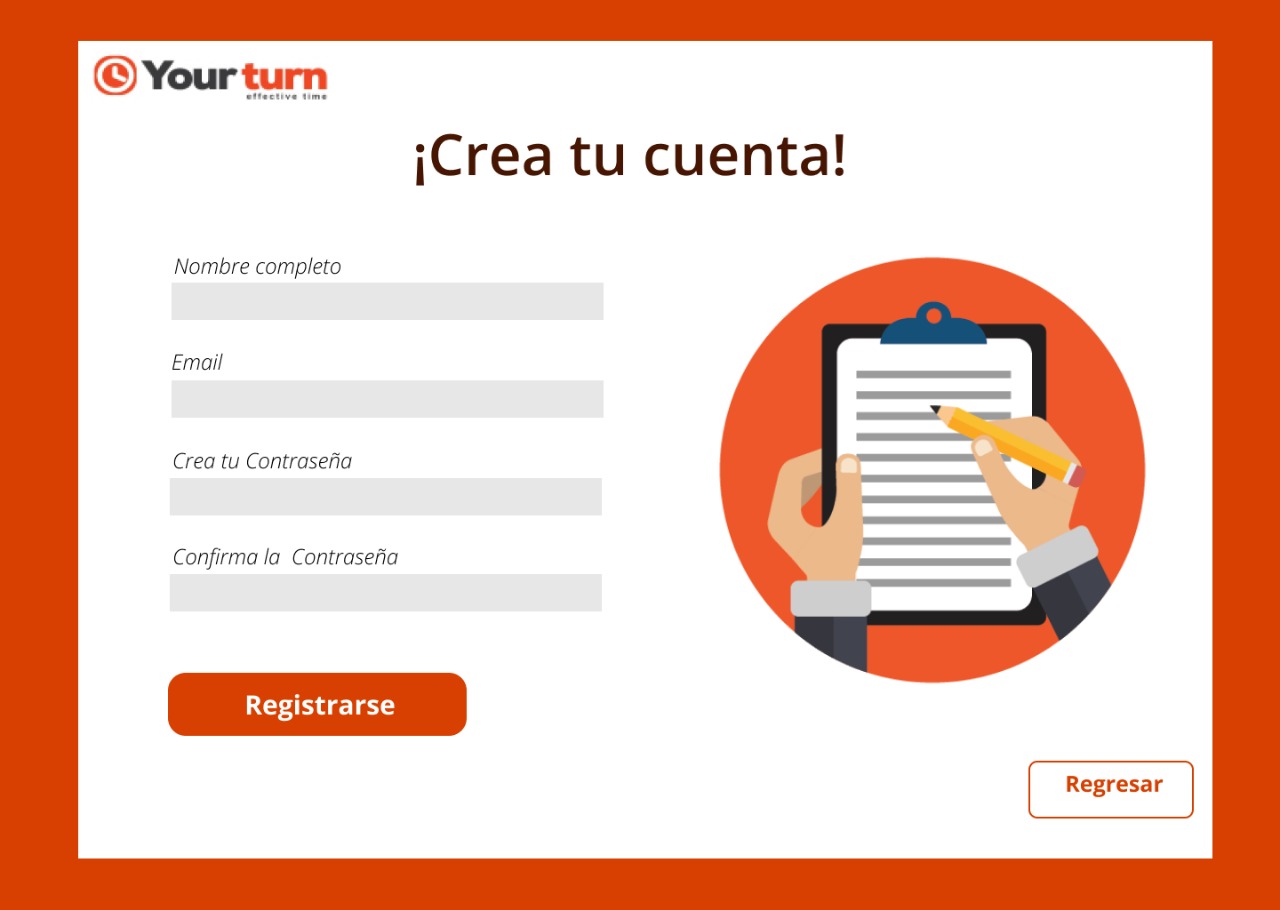 Your turn
effective time
¡Crea tu cuenta!
Nombre completo
Email
Crea tu Contraseña
Confirma la  Contraseña
Registrarse
Regresar